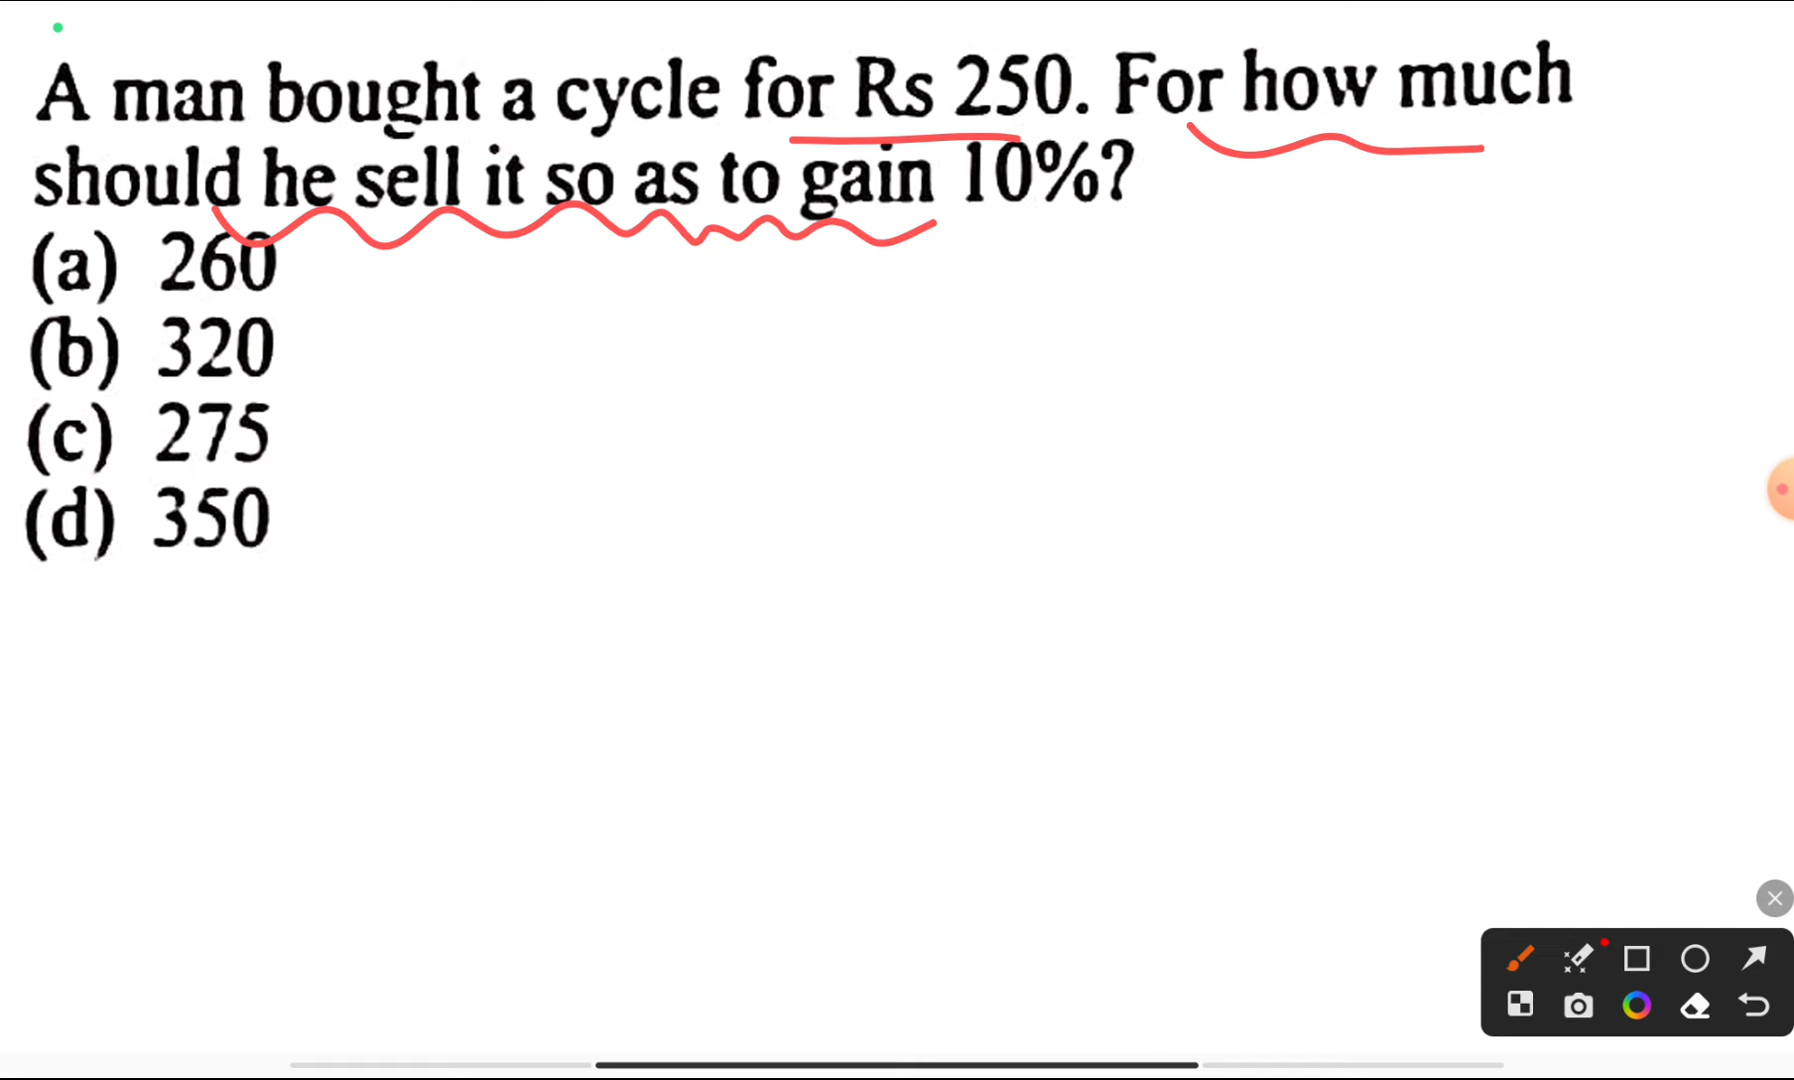 A man bought a cycle for Rs 250. For how much
should he sell it so as to gain 10%?
(a) 260
(b) 320
(c) 275
(d) 350